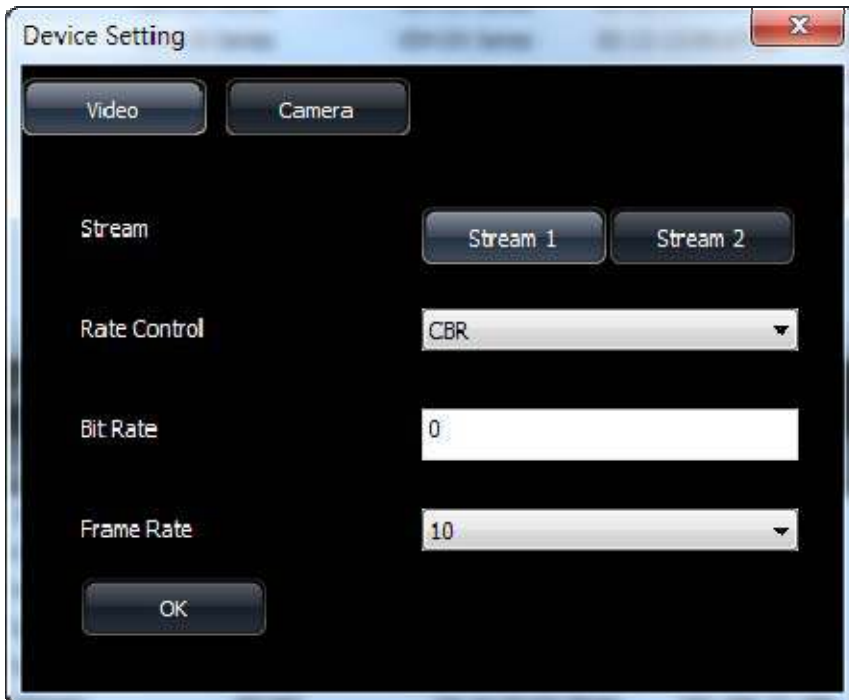 Device Setting
Video Camera
Stream Stream 1 Stream 2
Rate Control CBR
Bit Rate 0
Frame Rate 10
OK